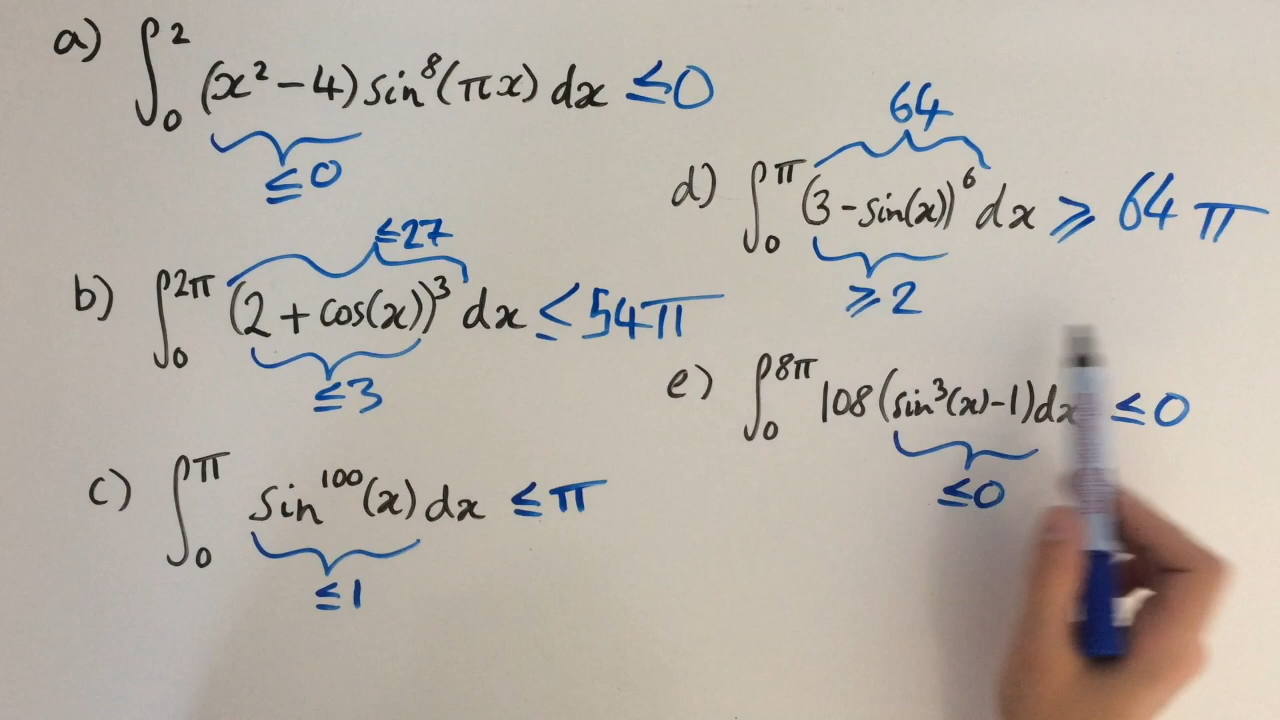 a) ∫₀² (x² − 4) sin⁸(πx) dx ≤ 0
≤ 0
≤ 27
b) ∫₀^{2π} (2 + cos(x))³ dx ≤ 54π
≤ 3
c) ∫₀^π sin¹⁰⁰(x) dx ≤ π
≤ 1
64
d) ∫₀^π (3 − sin(x))⁶ dx ⩾ 64π
⩾ 2
e) ∫₀^{8π} 108 (sin³(x) − 1) dx ≤ 0
≤ 0